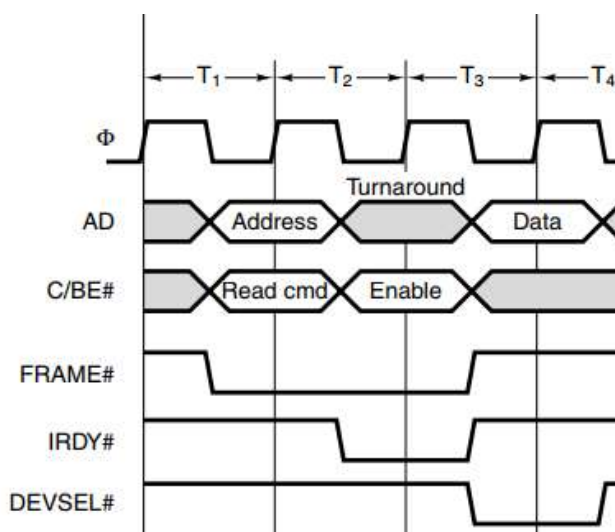 T1 T2 T3 T4
Φ
Turnaround
AD Address Data
C/BE# Read cmd Enable
FRAME#
IRDY#
DEVSEL#